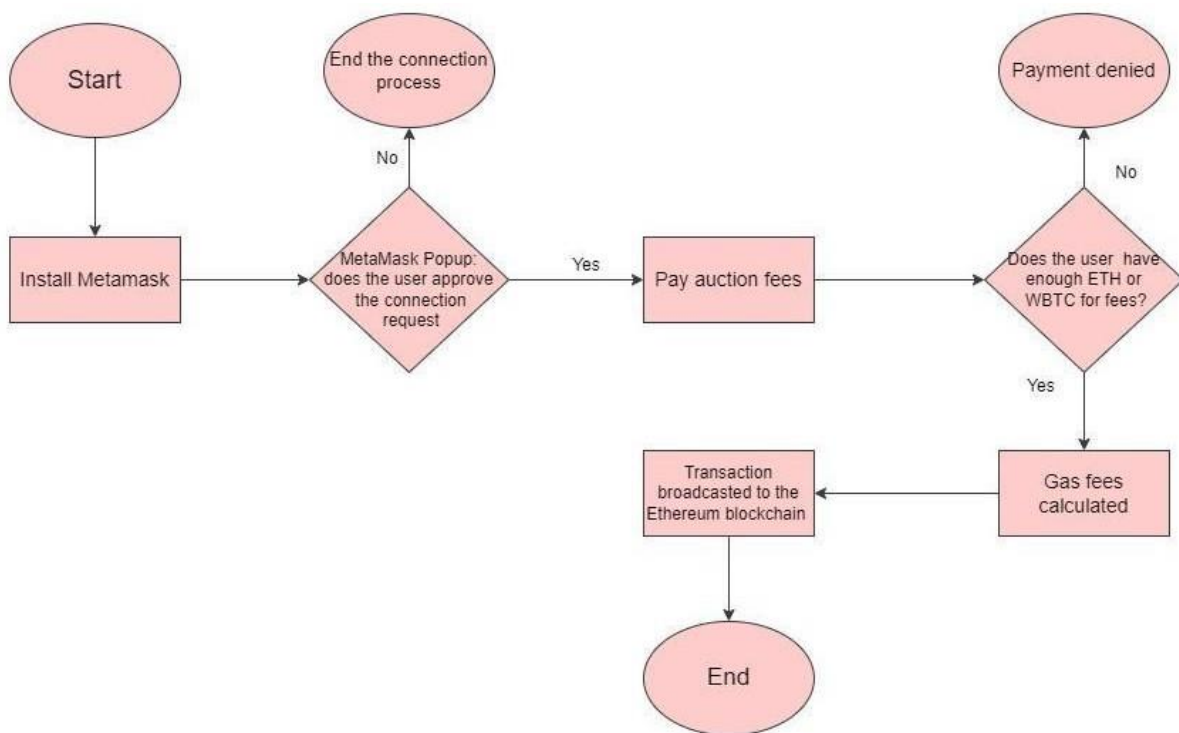 Start
End the connection
process
Payment denied
No
No
Install Metamask
MetaMask Popup:
does the user approve
the connection
request
Yes
Pay auction fees
Does the user have
enough ETH or
WBTC for fees?
Yes
Transaction
broadcasted to the
Ethereum blockchain
Gas fees
calculated
End